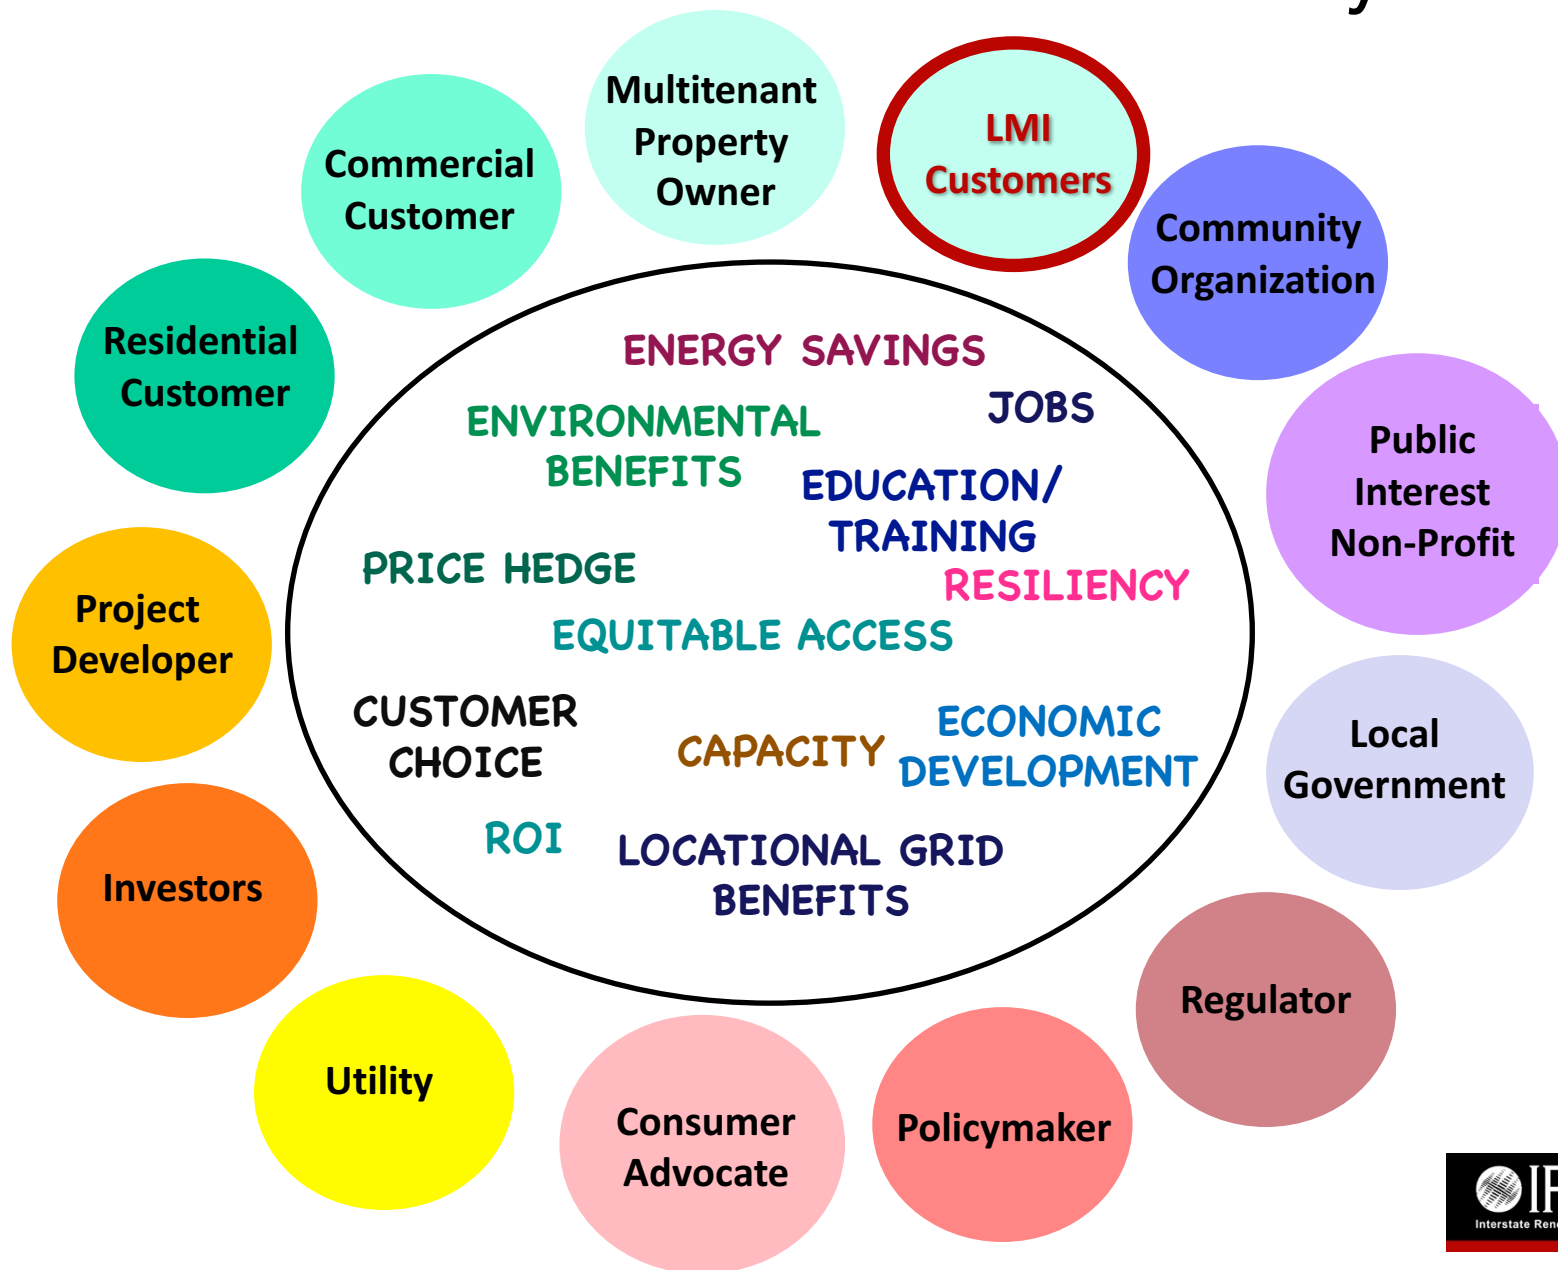 Multitenant
Property
Owner
LMI
Customers
Commercial
Customer
Community
Organization
Residential
Customer
Public
Interest
Non-Profit
Project
Developer
Local
Government
Investors
Regulator
Utility
Consumer
Advocate
Policymaker
ENERGY SAVINGS
JOBS
ENVIRONMENTAL
BENEFITS
EDUCATION/
TRAINING
PRICE HEDGE
RESILIENCY
EQUITABLE ACCESS
CUSTOMER
CHOICE
CAPACITY
ECONOMIC
DEVELOPMENT
ROI
LOCATIONAL GRID
BENEFITS
Interstate